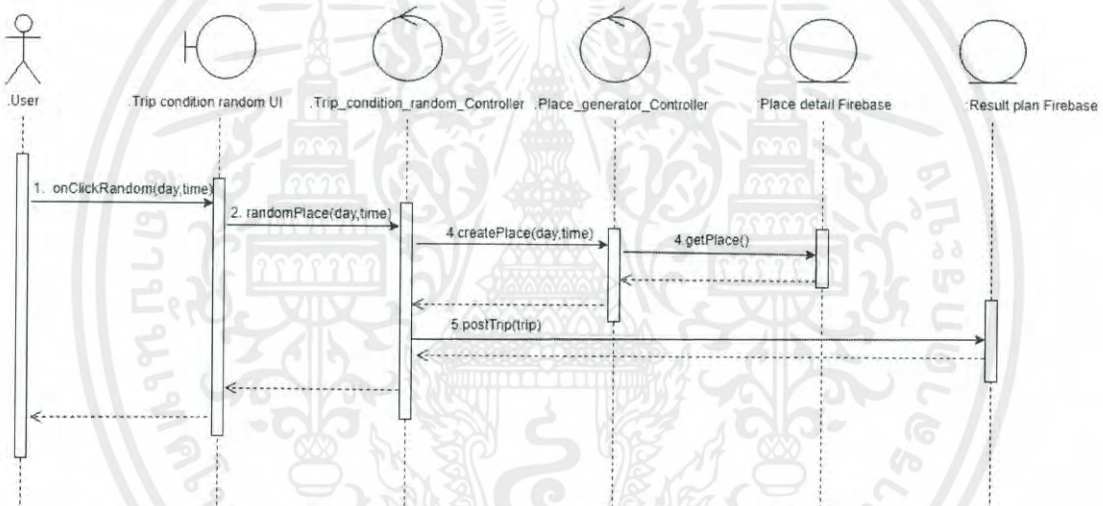 :User
:Trip condition random UI
:Trip_condition_random_Controller
:Place_generator_Controller
:Place detail Firebase
:Result plan Firebase
1. onClickRandom(day,time)
2. randomPlace(day,time)
4.createPlace(day,time)
4.getPlace()
5.postTrip(trip)